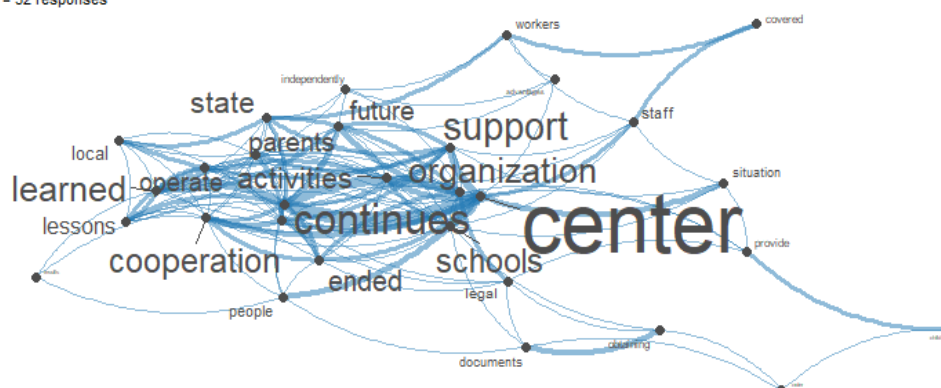 = 52 responses
workers
covered
independently
advantages
state
future
staff
support
parents
local
organization
operate
activities
learned
situation
continues
center
lessons
provide
cooperation
schools
ended
legal
people
obtaining
documents